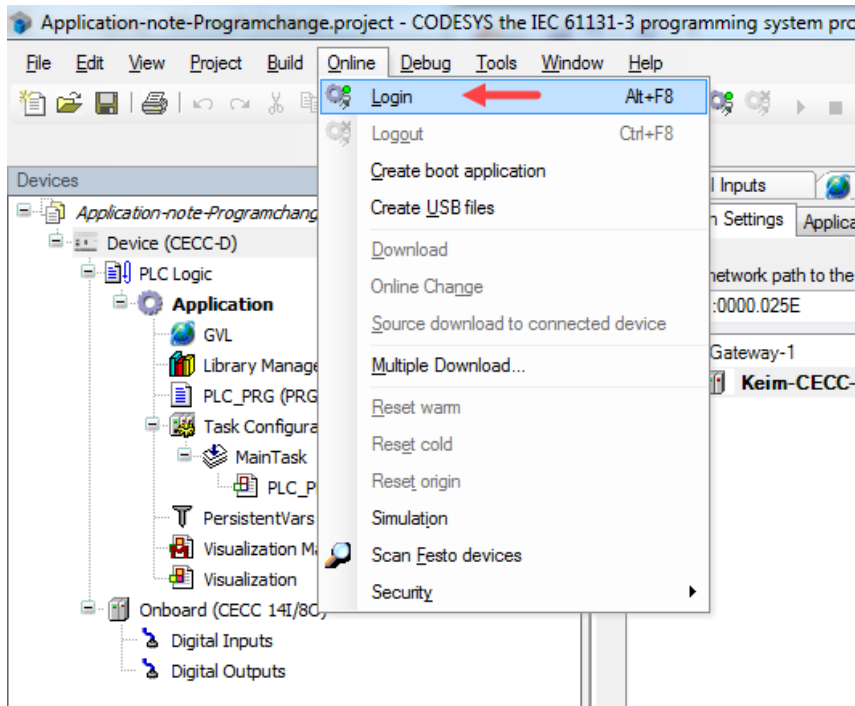 Application-note-Programchange.project - CODESYS the IEC 61131-3 programming system pro
File Edit View Project Build Online Debug Tools Window Help
Login Alt+F8
Logout Ctrl+F8
Create boot application
Create USB files
Download
Online Change
Source download to connected device
Multiple Download...
Reset warm
Reset cold
Reset origin
Simulation
Scan Festo devices
Security
Devices
Application-note-Programchang
Device (CECC-D)
PLC Logic
Application
GVL
Library Manage
PLC_PRG (PRG
Task Configura
MainTask
PLC_P
PersistentVars
Visualization Ma
Visualization
Onboard (CECC 14I/8O)
Digital Inputs
Digital Outputs
l Inputs
n Settings Applica
network path to the
:0000.025E
Gateway-1
Keim-CECC-